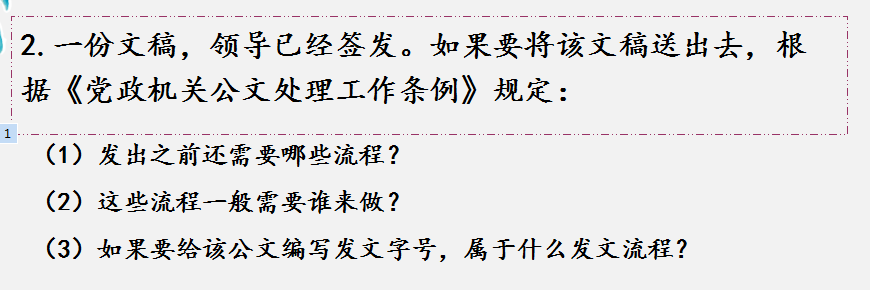 2.一份文稿，领导已经签发。如果要将该文稿送出去，根
据《党政机关公文处理工作条例》规定：
1
（1）发出之前还需要哪些流程？
（2）这些流程一般需要谁来做？
（3）如果要给该公文编写发文字号，属于什么发文流程？